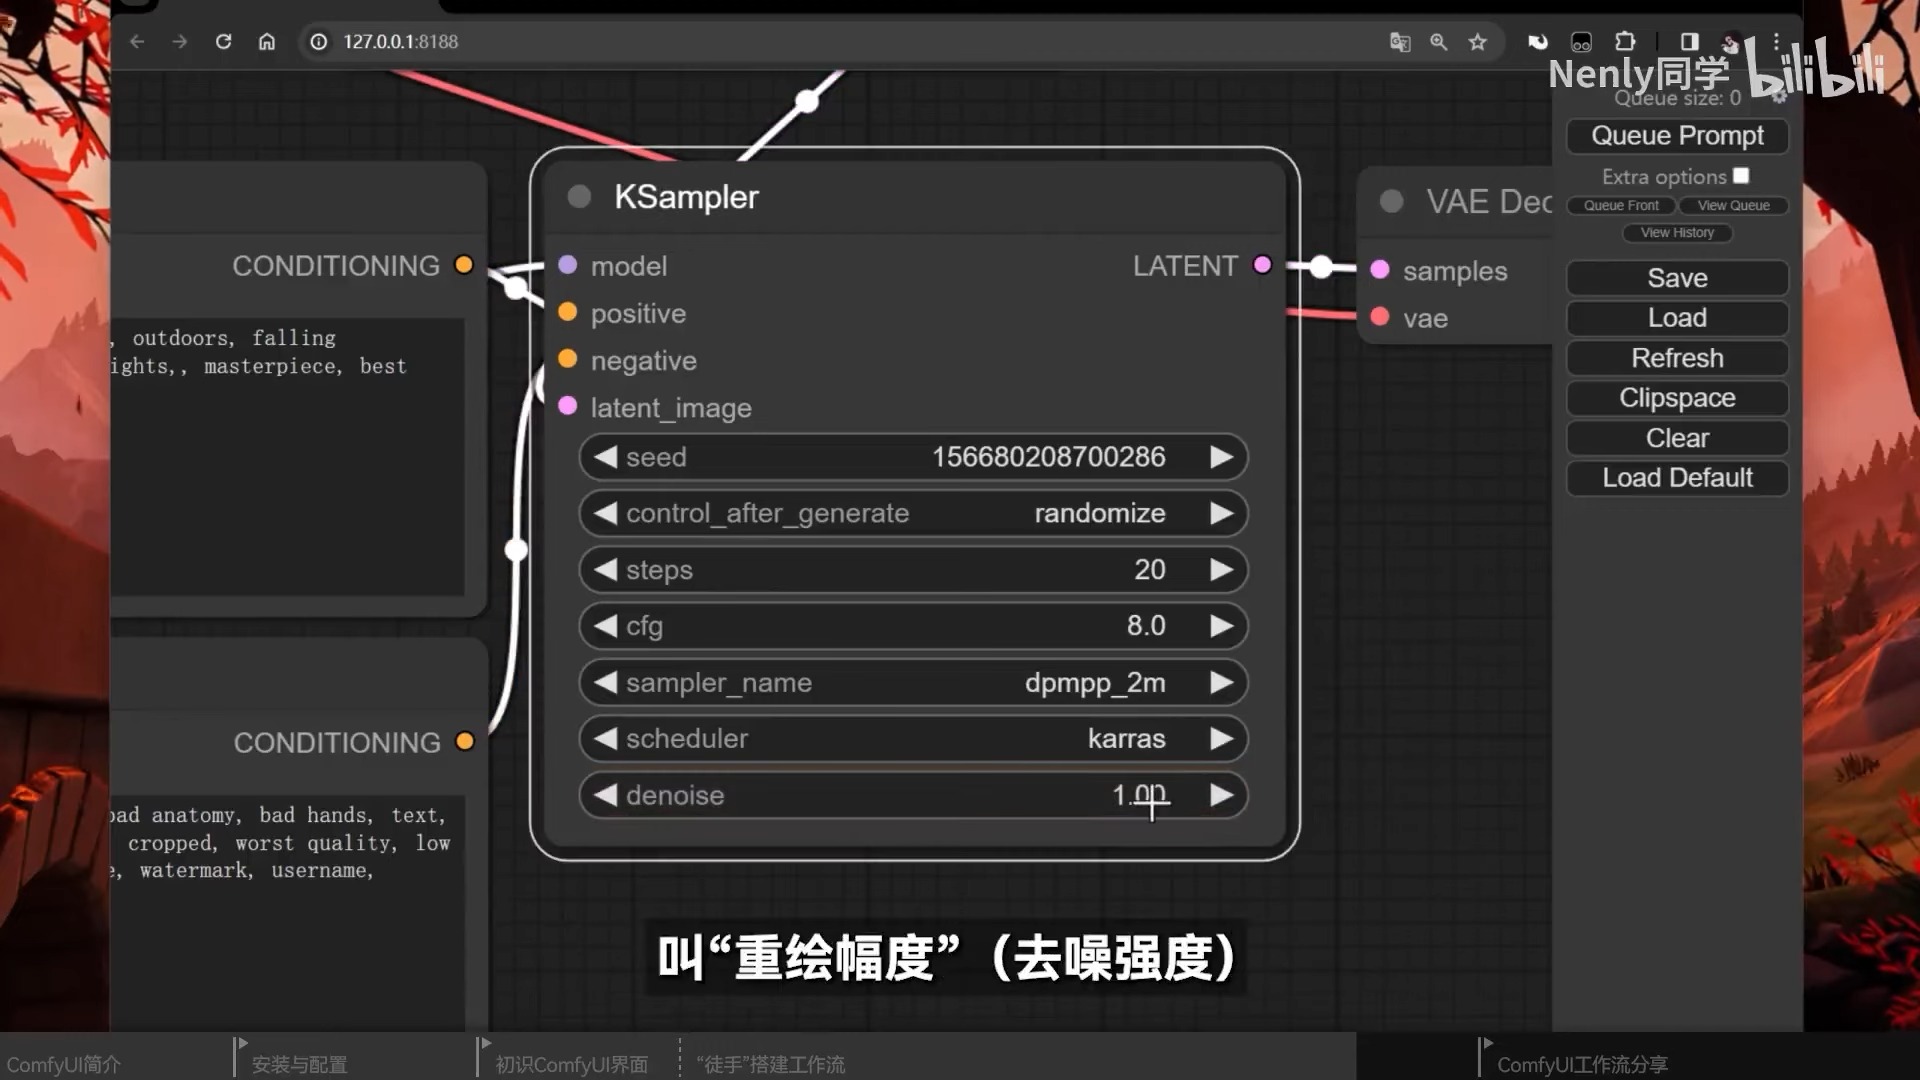 127.0.0.1:8188
Nenly同学 bilibili
Queue size: 0
Queue Prompt
Extra options
Queue Front View Queue
View History
Save
Load
Refresh
Clipspace
Clear
Load Default
CONDITIONING
, outdoors, falling
ights,, masterpiece, best
CONDITIONING
bad anatomy, bad hands, text,
cropped, worst quality, low
e, watermark, username,
KSampler
model LATENT
positive
negative
latent_image
seed 156680208700286
control_after_generate randomize
steps 20
cfg 8.0
sampler_name dpmpp_2m
scheduler karras
denoise 1.00
VAE Dec
samples
vae
叫“重绘幅度”（去噪强度）
ComfyUI简介 安装与配置 初识ComfyUI界面 “徒手”搭建工作流 ComfyUI工作流分享